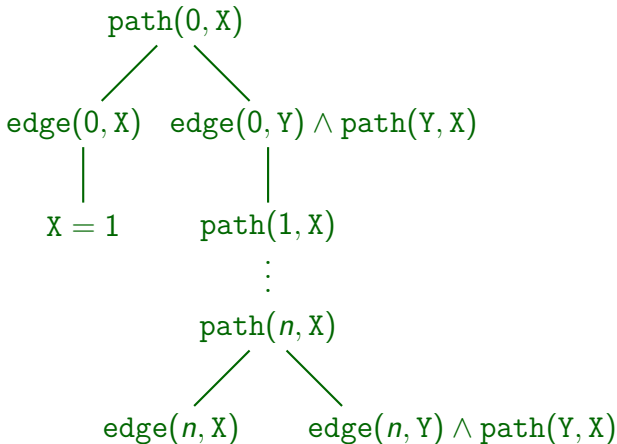 path(0, X)
edge(0, X) edge(0, Y) ∧ path(Y, X)
X = 1 path(1, X)
⋮
path(n, X)
edge(n, X) edge(n, Y) ∧ path(Y, X)